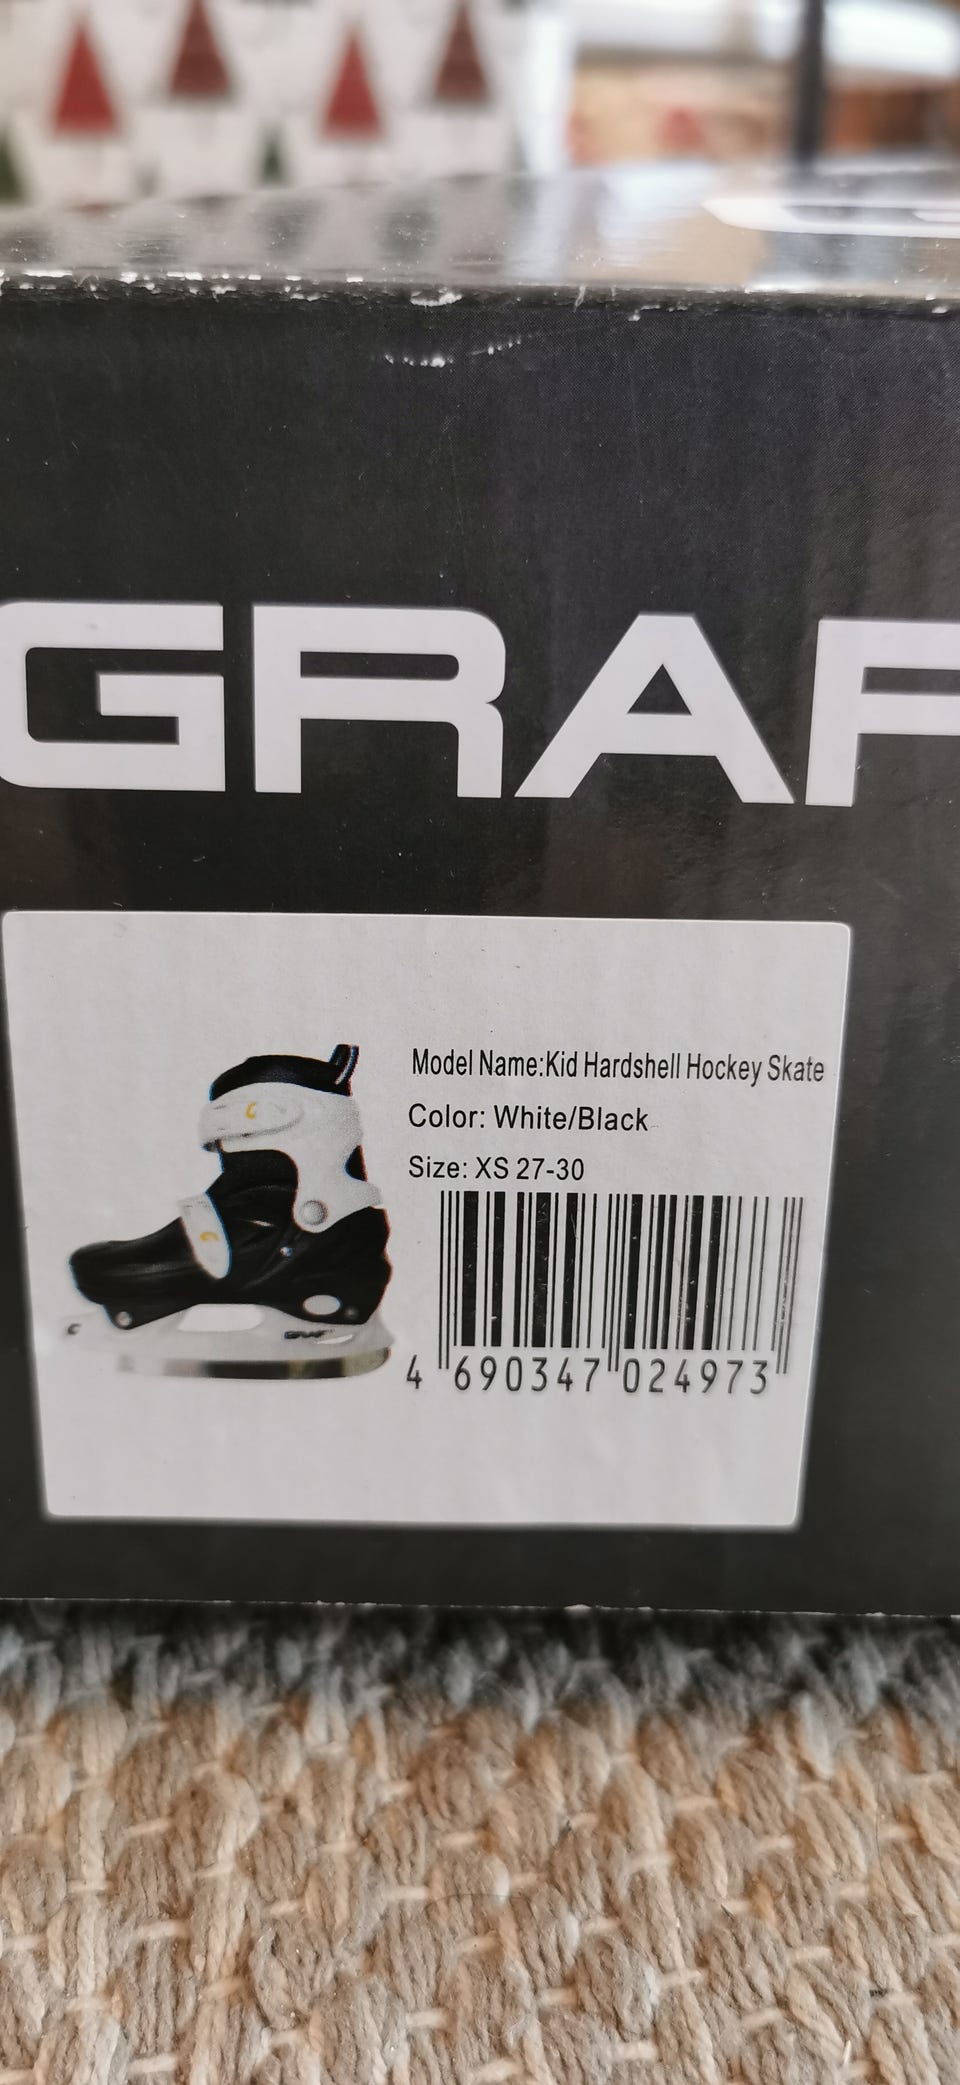 GRAF
Model Name:Kid Hardshell Hockey Skate
Color: White/Black
Size: XS 27-30
4 690347 024973